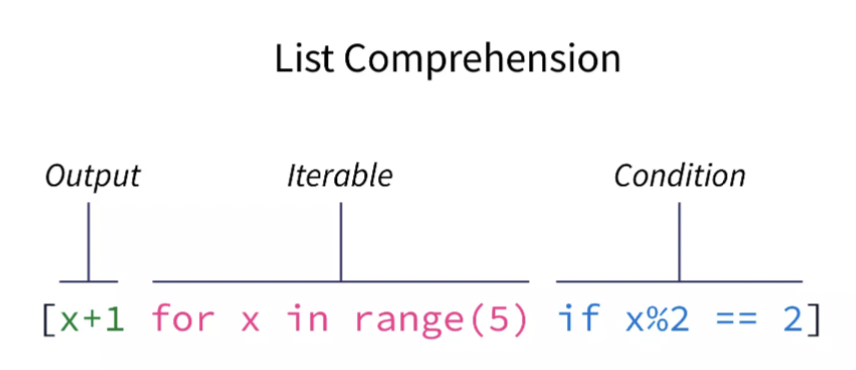 List Comprehension
Output Iterable Condition
[x+1 for x in range(5) if x%2 == 2]